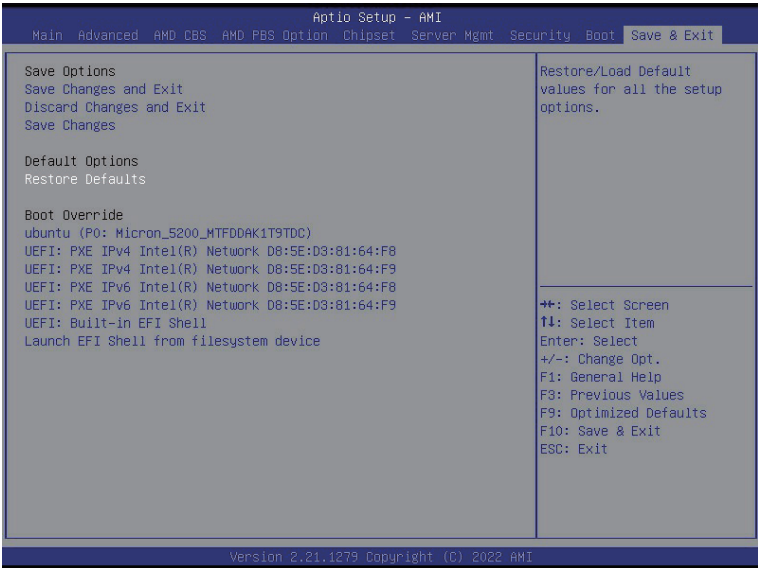 Aptio Setup – AMI
Main Advanced AMD CBS AMD PBS Option Chipset Server Mgmt Security Boot Save & Exit
Save Options
Save Changes and Exit
Discard Changes and Exit
Save Changes
Default Options
Restore Defaults
Boot Override
ubuntu (P0: Micron_5200_MTFDDAK1T9TDC)
UEFI: PXE IPv4 Intel(R) Network D8:5E:D3:81:64:F8
UEFI: PXE IPv4 Intel(R) Network D8:5E:D3:81:64:F9
UEFI: PXE IPv6 Intel(R) Network D8:5E:D3:81:64:F8
UEFI: PXE IPv6 Intel(R) Network D8:5E:D3:81:64:F9
UEFI: Built-in EFI Shell
Launch EFI Shell from filesystem device
Restore/Load Default
values for all the setup
options.
→←: Select Screen
↑↓: Select Item
Enter: Select
+/-: Change Opt.
F1: General Help
F3: Previous Values
F9: Optimized Defaults
F10: Save & Exit
ESC: Exit
Version 2.21.1279 Copyright (C) 2022 AMI